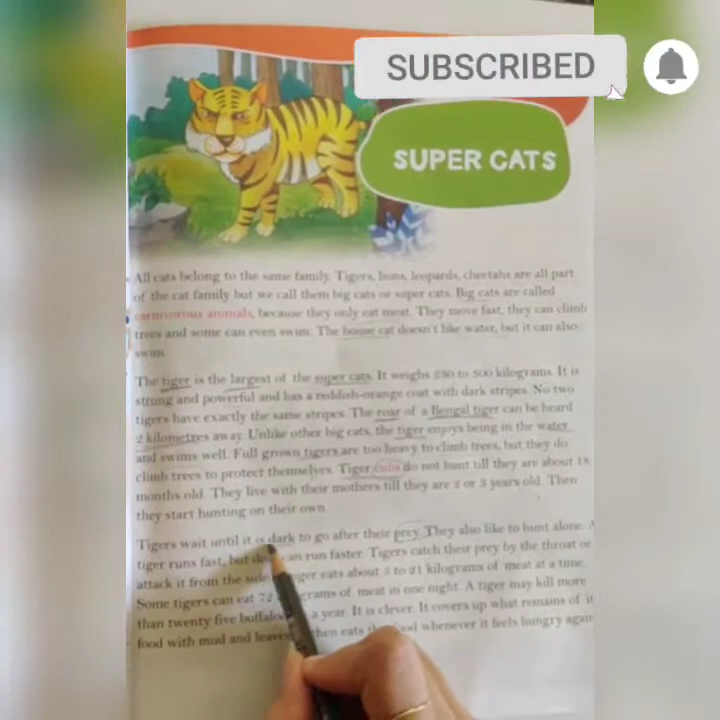 SUBSCRIBED
SUPER CATS
All cats belong to the same family. Tigers, lions, leopards, cheetahs are all part
of the cat family but we call them big cats or super cats. Big cats are called
carnivorous animals, because they only eat meat. They move fast, they can climb
trees and some can even swim. The house cat doesn't like water, but it can also
swim.
The tiger is the largest of the super cats. It weighs 230 to 300 kilograms. It is
strong and powerful and has a reddish-orange coat with dark stripes. No two
tigers have exactly the same stripes. The roar of a Bengal tiger can be heard
2 kilometres away. Unlike other big cats, the tiger enjoys being in the water
and swims well. Full grown tigers are too heavy to climb trees, but they do
climb trees to protect themselves. Tiger cubs do not hunt till they are about 18
months old. They live with their mothers till they are 2 or 3 years old. Then
they start hunting on their own.
Tigers wait until it is dark to go after their prey. They also like to hunt alone. A
tiger runs fast, but can run faster. Tigers catch their prey by the throat or
attack it from the side. eats about 5 to 21 kilograms of meat at a time.
Some tigers can eat 72 of meat in one night. A tiger may kill more
than twenty five a year. It is clever. It covers up what remains of it
food with mud and leaves then eats the food whenever it feels hungry again